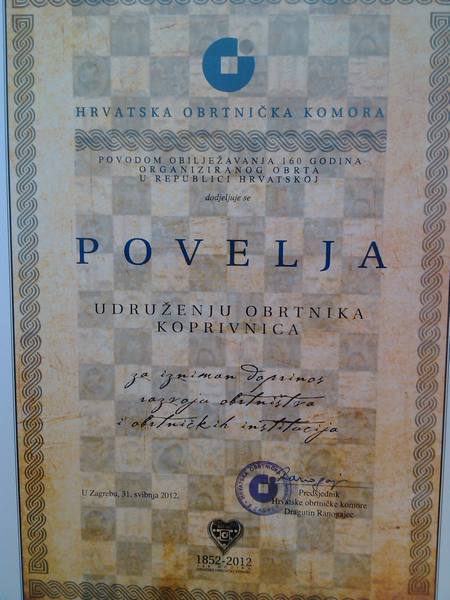 HRVATSKA OBRTNIČKA KOMORA
POVODOM OBILJEŽAVANJA 160 GODINA
ORGANIZIRANOG OBRTA
U REPUBLICI HRVATSKOJ
dodjeljuje se
POVELJA
UDRUŽENJU OBRTNIKA
KOPRIVNICA
za izniman doprinos
razvoju obrtništva
i obrtničkih institucija
U Zagrebu, 31. svibnja 2012.
Predsjednik
Hrvatske obrtničke komore
Dragutin Ranogajec
1852-2012